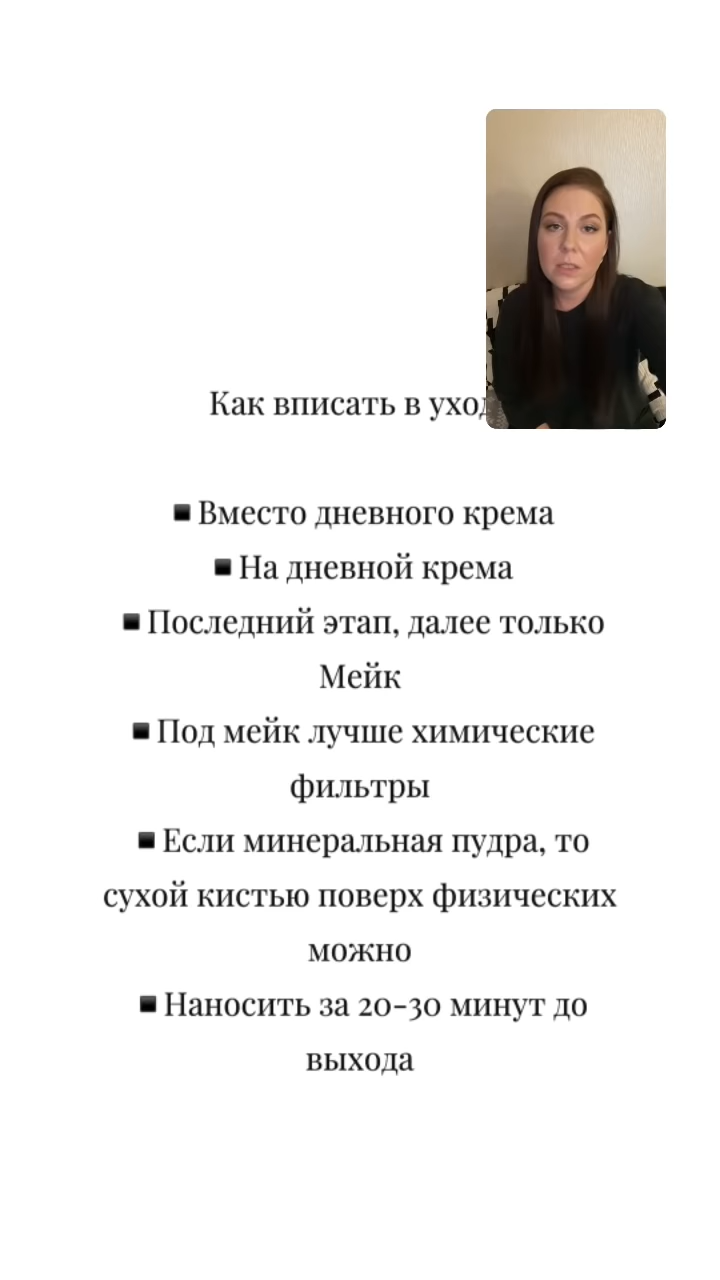 Как вписать в уход
▪Вместо дневного крема
▪На дневной крема
▪Последний этап, далее только
Мейк
▪Под мейк лучше химические
фильтры
▪Если минеральная пудра, то
сухой кистью поверх физических
можно
▪Наносить за 20-30 минут до
выхода